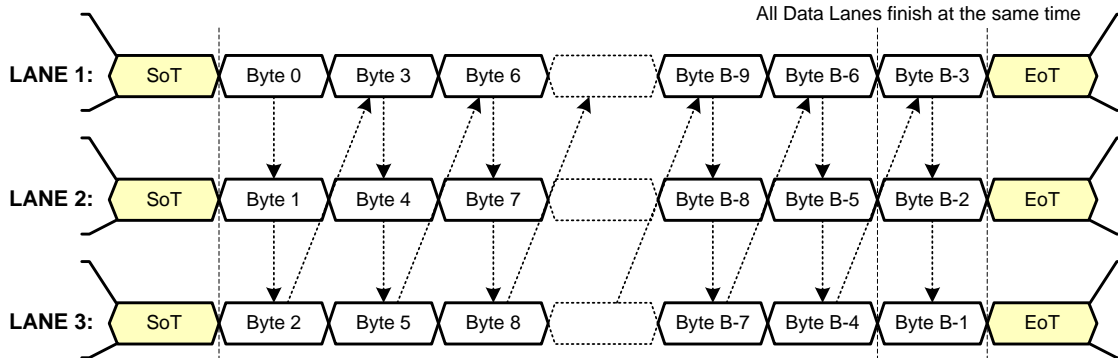 All Data Lanes finish at the same time
LANE 1: SoT Byte 0 Byte 3 Byte 6 Byte B-9 Byte B-6 Byte B-3 EoT
LANE 2: SoT Byte 1 Byte 4 Byte 7 Byte B-8 Byte B-5 Byte B-2 EoT
LANE 3: SoT Byte 2 Byte 5 Byte 8 Byte B-7 Byte B-4 Byte B-1 EoT